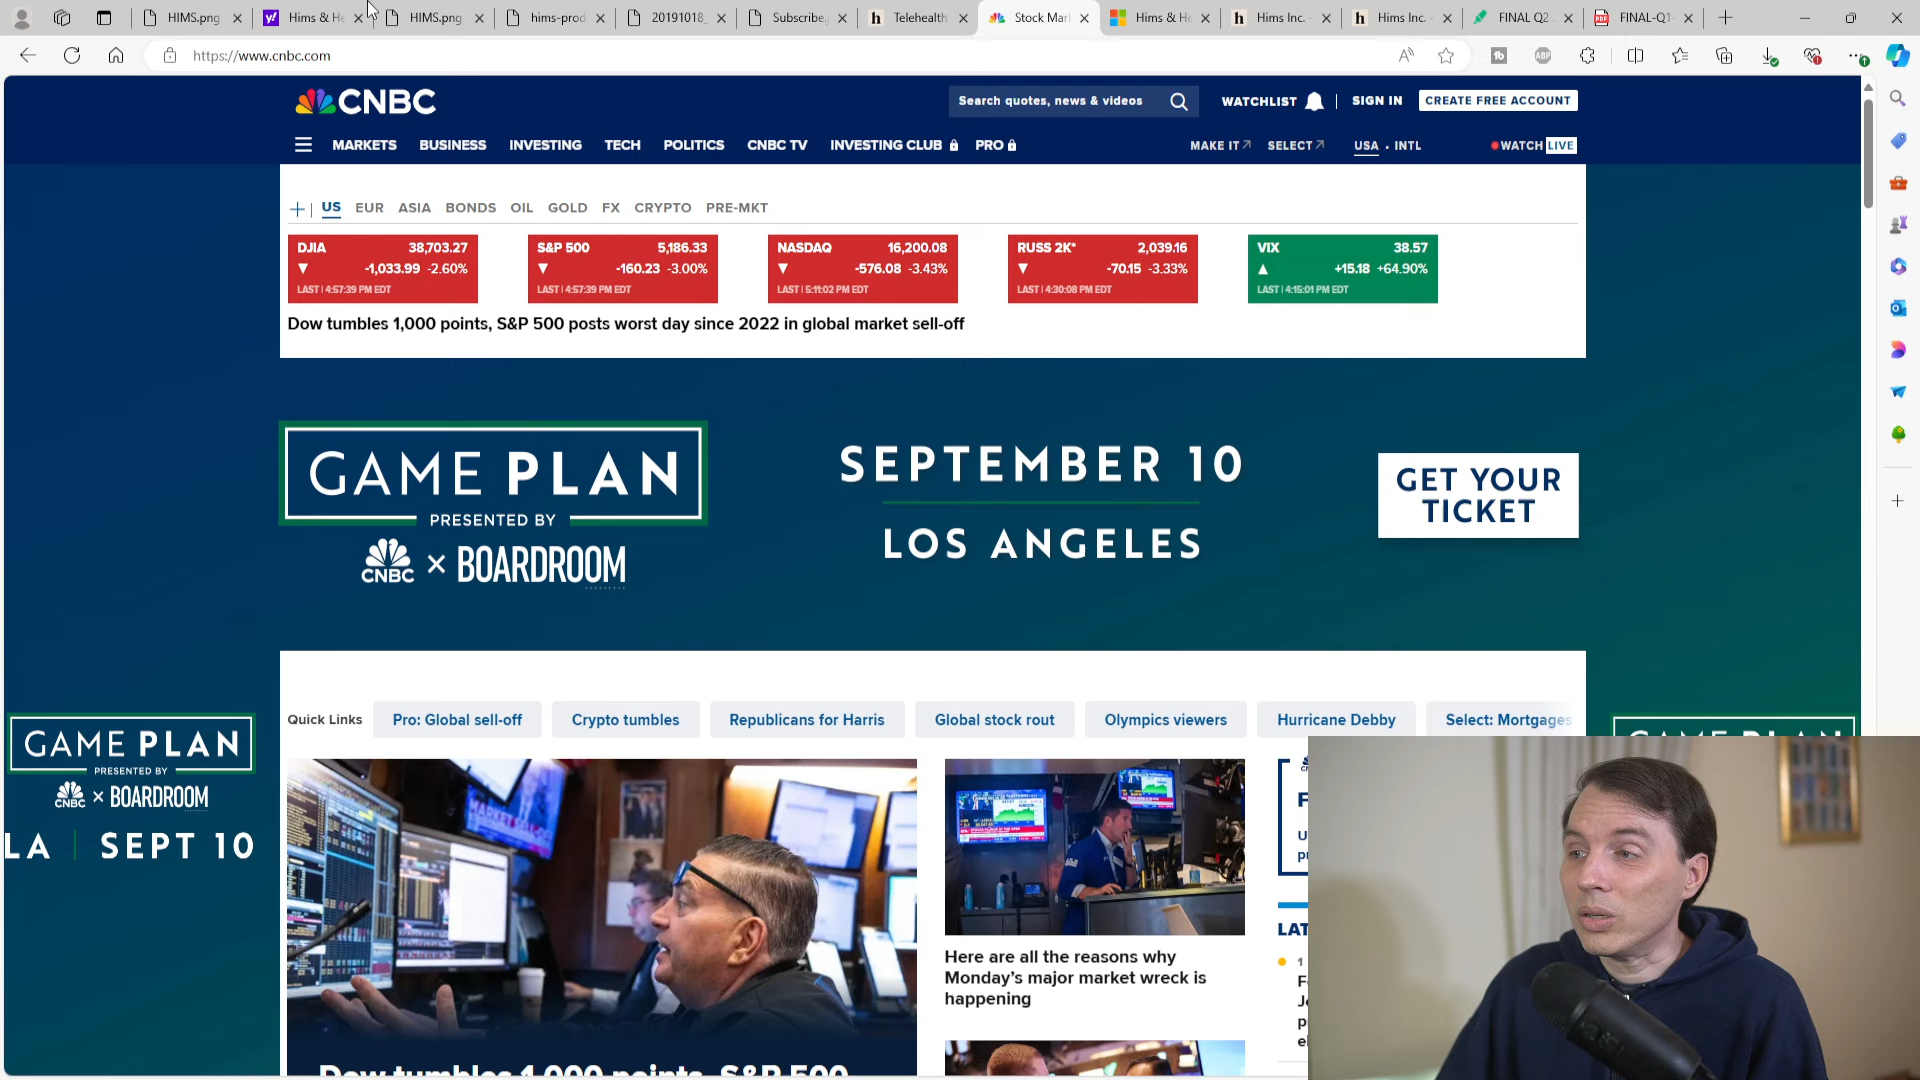 HIMS.png
Hims & He
HIMS.png
hims-prod
20191018_
Subscribe.
Telehealth
Stock Mar
Hims & He
Hims Inc. -
Hims Inc. -
FINAL Q2
FINAL-Q1-
https://www.cnbc.com
CNBC
Search quotes, news & videos
WATCHLIST
SIGN IN
CREATE FREE ACCOUNT
MARKETS BUSINESS INVESTING TECH POLITICS CNBC TV INVESTING CLUB PRO
MAKE IT SELECT USA • INTL
WATCH LIVE
US EUR ASIA BONDS OIL GOLD FX CRYPTO PRE-MKT
DJIA 38,703.27
-1,033.99 -2.60%
LAST | 4:57:39 PM EDT
S&P 500 5,186.33
-160.23 -3.00%
LAST | 4:57:39 PM EDT
NASDAQ 16,200.08
-576.08 -3.43%
LAST | 5:11:02 PM EDT
RUSS 2K* 2,039.16
-70.15 -3.33%
LAST | 4:30:08 PM EDT
VIX 38.57
+15.18 +64.90%
LAST | 4:15:01 PM EDT
Dow tumbles 1,000 points, S&P 500 posts worst day since 2022 in global market sell-off
GAME PLAN
PRESENTED BY
CNBC × BOARDROOM
SEPTEMBER 10
LOS ANGELES
GET YOUR
TICKET
Quick Links
Pro: Global sell-off
Crypto tumbles
Republicans for Harris
Global stock rout
Olympics viewers
Hurricane Debby
Select: Mortgages
GAME PLAN
PRESENTED BY
CNBC × BOARDROOM
LA | SEPT 10
Here are all the reasons why
Monday's major market wreck is
happening
LAT
Dow tumbles 1,000 points, S&P 500